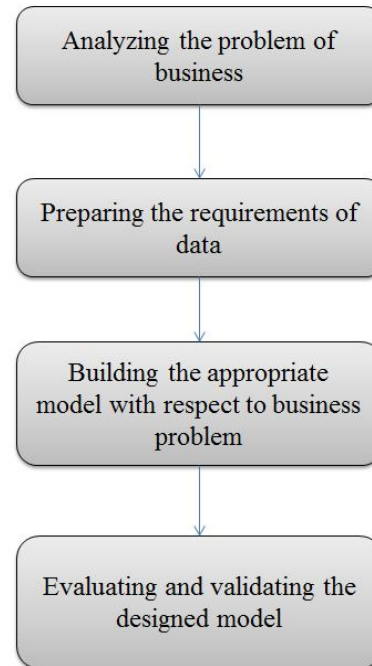 Analyzing the problem of
business
Preparing the requirements of
data
Building the appropriate
model with respect to business
problem
Evaluating and validating the
designed model